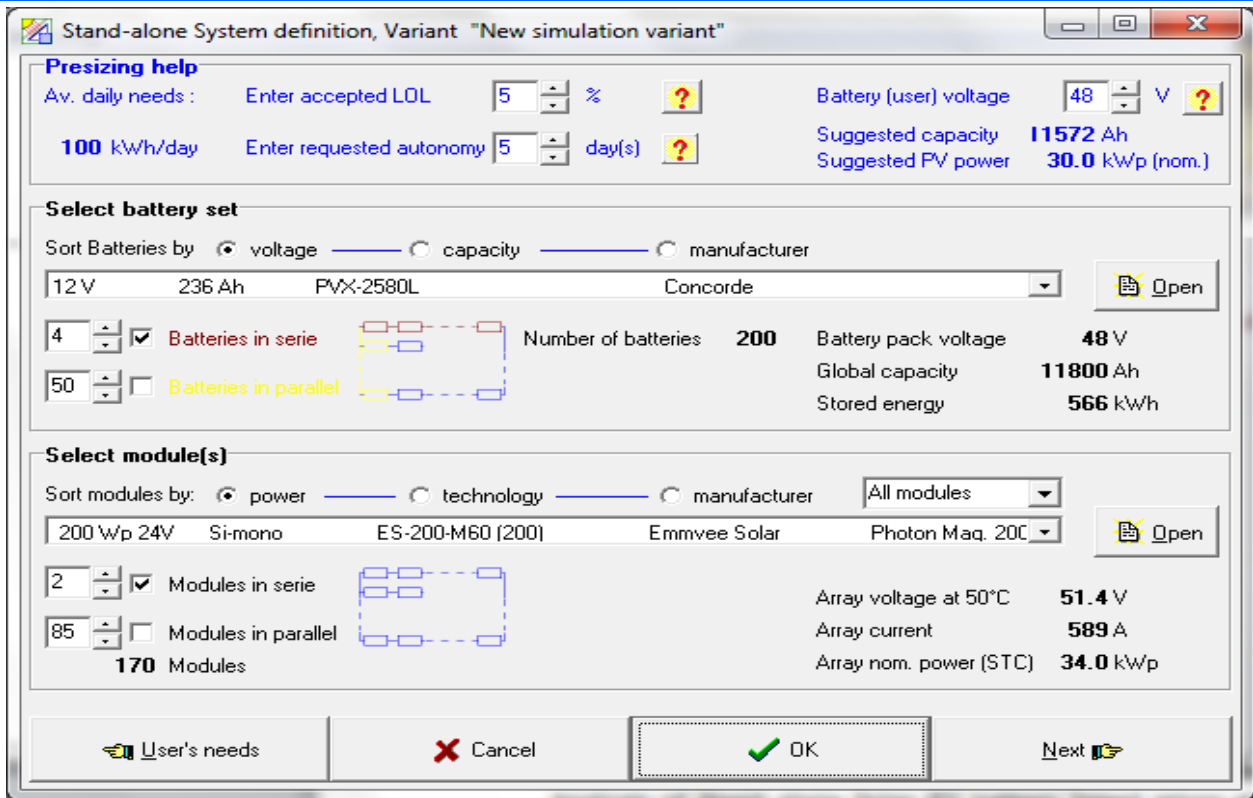 Stand-alone System definition, Variant "New simulation variant"
Presizing help
Av. daily needs : Enter accepted LOL 5 % ? Battery (user) voltage 48 V ?
100 kWh/day Enter requested autonomy 5 day(s) ? Suggested capacity 11572 Ah
Suggested PV power 30.0 kWp (nom.)
Select battery set
Sort Batteries by voltage capacity manufacturer
12 V 236 Ah PVX-2580L Concorde Open
4 Batteries in serie Number of batteries 200 Battery pack voltage 48 V
Global capacity 11800 Ah
50 Batteries in parallel Stored energy 566 kWh
Select module(s)
Sort modules by: power technology manufacturer All modules
200 Wp 24V Si-mono ES-200-M60 (200) Emmvee Solar Photon Mag. 200 Open
2 Modules in serie Array voltage at 50°C 51.4 V
85 Modules in parallel Array current 589 A
170 Modules Array nom. power (STC) 34.0 kWp
User's needs Cancel OK Next